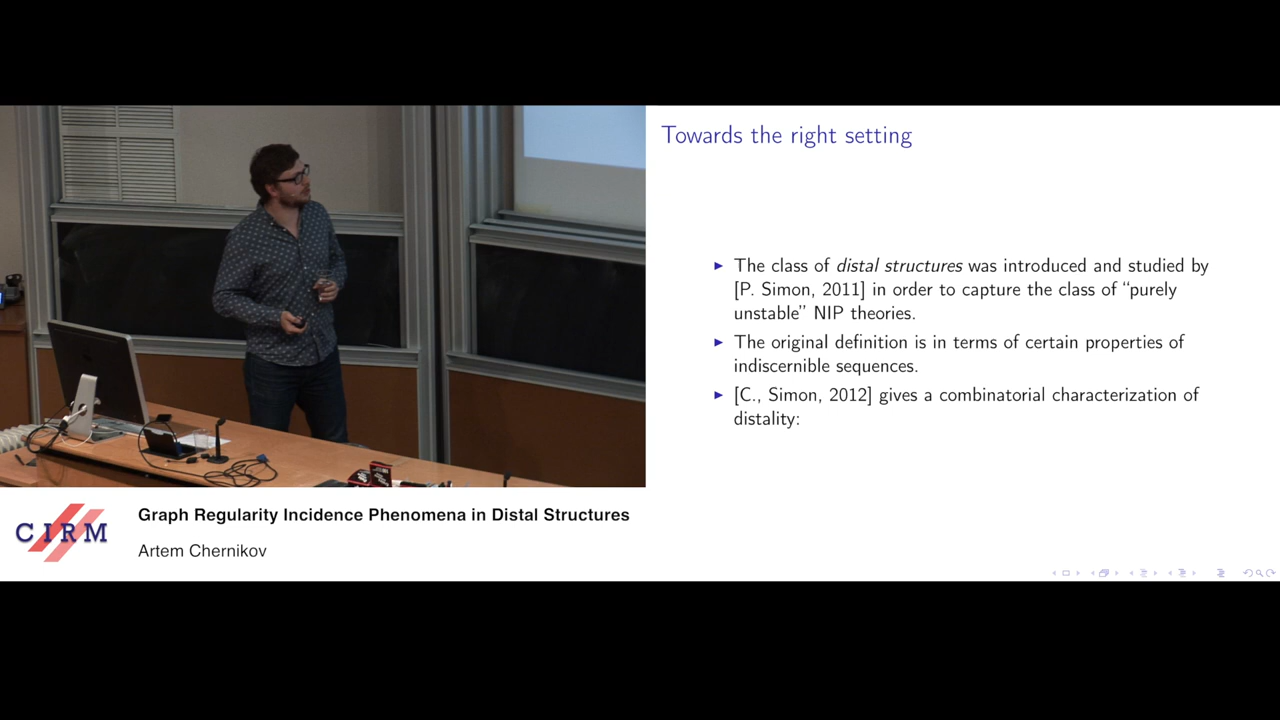 Towards the right setting
▶ The class of distal structures was introduced and studied by
[P. Simon, 2011] in order to capture the class of “purely
unstable” NIP theories.
▶ The original definition is in terms of certain properties of
indiscernible sequences.
▶ [C., Simon, 2012] gives a combinatorial characterization of
distality:
CIRM
Graph Regularity Incidence Phenomena in Distal Structures
Artem Chernikov